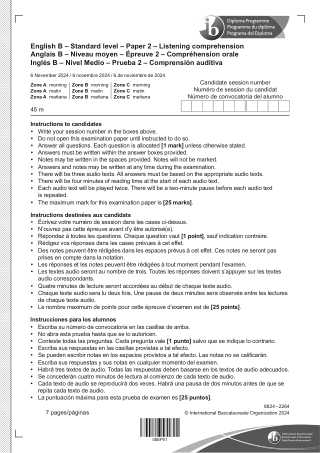 Diploma Programme
Programme du diplôme
Programa del Diploma
English B – Standard level – Paper 2 – Listening comprehension
Anglais B – Niveau moyen – Épreuve 2 – Compréhension orale
Inglés B – Nivel Medio – Prueba 2 – Comprensión auditiva
6 November 2024 / 6 novembre 2024 / 6 de noviembre de 2024
Zone A morning | Zone B morning | Zone C morning
Zone A matin | Zone B matin | Zone C matin
Zona A mañana | Zona B mañana | Zona C mañana
Candidate session number
Numéro de session du candidat
Número de convocatoria del alumno
45 m
Instructions to candidates
• Write your session number in the boxes above.
• Do not open this examination paper until instructed to do so.
• Answer all questions. Each question is allocated [1 mark] unless otherwise stated.
• Answers must be written within the answer boxes provided.
• Notes may be written in the spaces provided. Notes will not be marked.
• Answers and notes may be written at any time during the examination.
• There will be three audio texts. All answers must be based on the appropriate audio texts.
• There will be four minutes of reading time at the start of each audio text.
• Each audio text will be played twice. There will be a two-minute pause before each audio text
is repeated.
• The maximum mark for this examination paper is [25 marks].
Instructions destinées aux candidats
• Écrivez votre numéro de session dans les cases ci-dessus.
• N'ouvrez pas cette épreuve avant d'y être autorisé(e).
• Répondez à toutes les questions. Chaque question vaut [1 point], sauf indication contraire.
• Rédigez vos réponses dans les cases prévues à cet effet.
• Des notes peuvent être rédigées dans les espaces prévus à cet effet. Ces notes ne seront pas
prises en compte dans la notation.
• Les réponses et les notes peuvent être rédigées à tout moment pendant l'examen.
• Les textes audio seront au nombre de trois. Toutes les réponses doivent s'appuyer sur les textes
audio correspondants.
• Quatre minutes de lecture seront accordées au début de chaque texte audio.
• Chaque texte audio sera lu deux fois. Une pause de deux minutes sera observée entre les lectures
de chaque texte audio.
• Le nombre maximum de points pour cette épreuve d'examen est de [25 points].
Instrucciones para los alumnos
• Escriba su número de convocatoria en las casillas de arriba.
• No abra esta prueba hasta que se lo autoricen.
• Conteste todas las preguntas. Cada pregunta vale [1 punto] salvo que se indique lo contrario.
• Escriba sus respuestas en las casillas provistas a tal efecto.
• Se pueden escribir notas en los espacios provistos a tal efecto. Las notas no se calificarán.
• Escriba sus respuestas y sus notas en cualquier momento del examen.
• Habrá tres textos de audio. Todas las respuestas deben basarse en los textos de audio adecuados.
• Se concederán cuatro minutos de lectura al comienzo de cada texto de audio.
• Cada texto de audio se reproducirá dos veces. Habrá una pausa de dos minutos antes de que se
repita cada texto de audio.
• La puntuación máxima para esta prueba de examen es [25 puntos].
7 pages/páginas
8824–2264
© International Baccalaureate Organization 2024